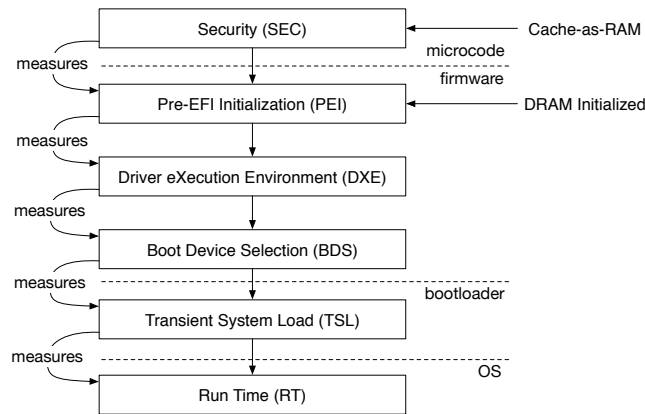 Security (SEC)
Cache-as-RAM
microcode
measures
firmware
Pre-EFI Initialization (PEI)
DRAM Initialized
measures
Driver eXecution Environment (DXE)
measures
Boot Device Selection (BDS)
measures
bootloader
Transient System Load (TSL)
measures
OS
Run Time (RT)